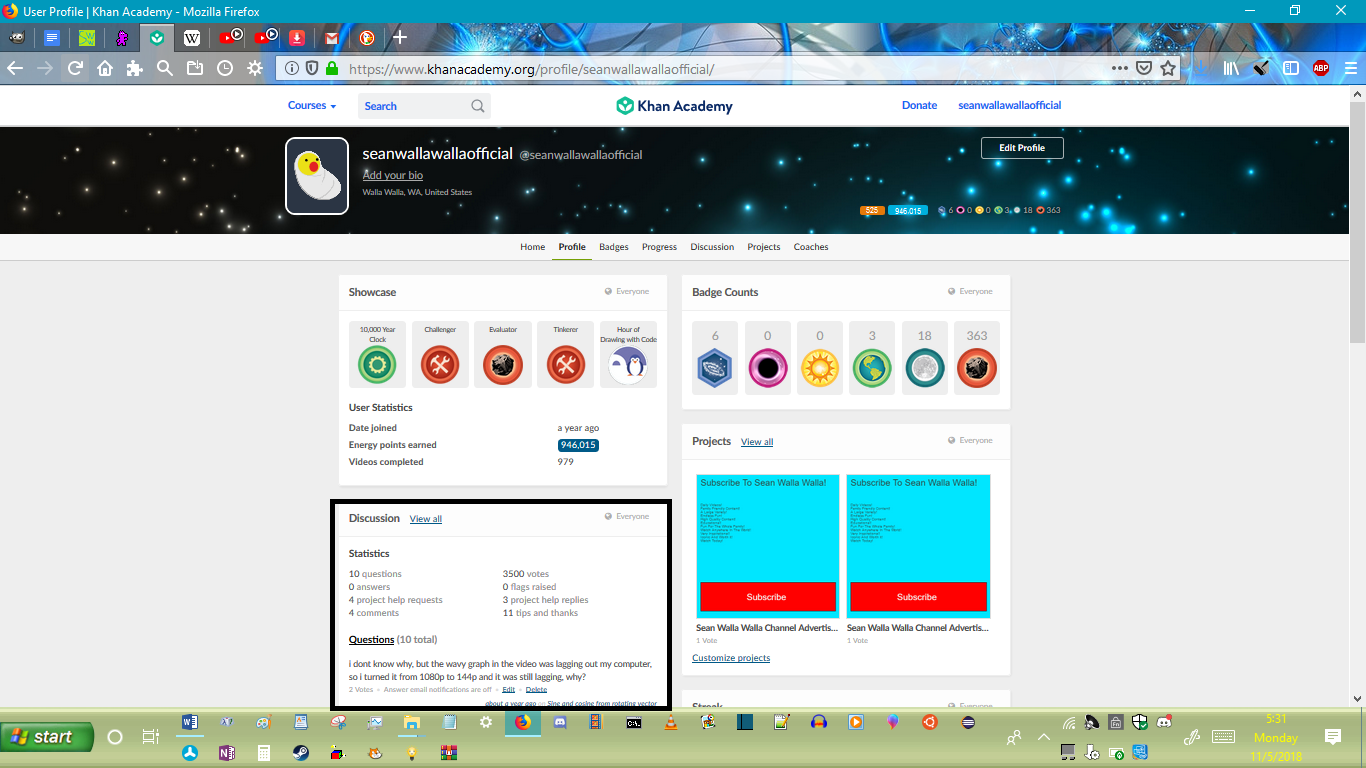 User Profile | Khan Academy - Mozilla Firefox
https://www.khanacademy.org/profile/seanwallawallaofficial/
ABP
Courses
Search
Khan Academy
Donate
seanwallawallaofficial
seanwallawallaofficial @seanwallawallaofficial
Edit Profile
Add your bio
Walla Walla, WA, United States
525 946,015 6 0 0 3 18 363
Home Profile Badges Progress Discussion Projects Coaches
Showcase
Everyone
10,000 Year Clock
Challenger
Evaluator
Tinkerer
Hour of Drawing with Code
User Statistics
Date joined a year ago
Energy points earned 946,015
Videos completed 979
Badge Counts
Everyone
6 0 0 3 18 363
Discussion View all
Everyone
Statistics
10 questions 3500 votes
0 answers 0 flags raised
4 project help requests 3 project help replies
4 comments 11 tips and thanks
Questions (10 total)
i dont know why, but the wavy graph in the video was lagging out my computer,
so i turned it from 1080p to 144p and it was still lagging, why?
2 Votes • Answer email notifications are off • Edit • Delete
about a year ago on Sine and cosine from rotating vector
Projects View all
Everyone
Subscribe To Sean Walla Walla!
Subscribe
Sean Walla Walla Channel Advertis...
1 Vote
Subscribe To Sean Walla Walla!
Subscribe
Sean Walla Walla Channel Advertis...
1 Vote
Customize projects
Streak
Everyone
start
5:31
Monday
11/5/2018